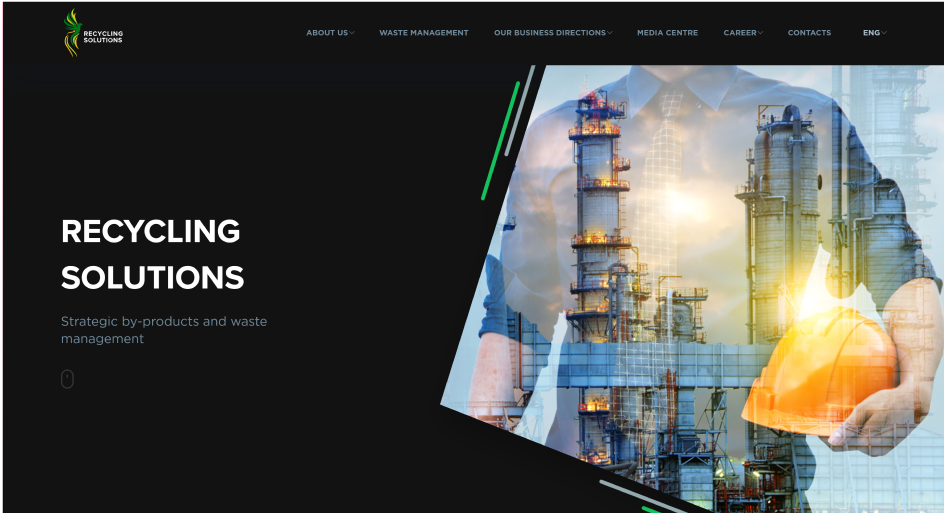 RECYCLING
SOLUTIONS
ABOUT US
WASTE MANAGEMENT
OUR BUSINESS DIRECTIONS
MEDIA CENTRE
CAREER
CONTACTS
ENG
RECYCLING
SOLUTIONS
Strategic by-products and waste
management